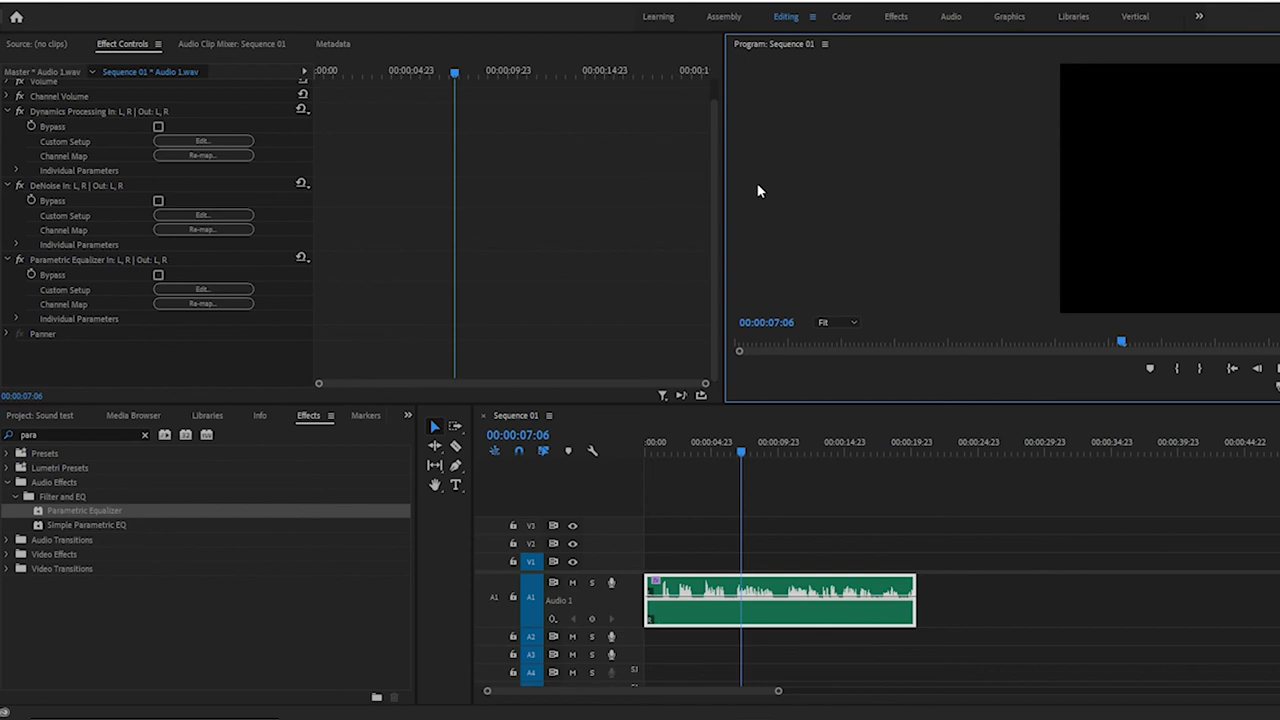 Learning Assembly Editing Color Effects Audio Graphics Libraries Vertical
Source: (no clips) Effect Controls Audio Clip Mixer: Sequence 01 Metadata
Program: Sequence 01
Master * Audio 1.wav Sequence 01 * Audio 1.wav
:00:00 00:00:04:23 00:00:09:23 00:00:14:23 00:00:1
Volume
Channel Volume
Dynamics Processing In: L, R | Out: L, R
Bypass
Custom Setup Edit...
Channel Map Re-map...
Individual Parameters
DeNoise In: L, R | Out: L, R
Bypass
Custom Setup Edit...
Channel Map Re-map...
Individual Parameters
Parametric Equalizer In: L, R | Out: L, R
Bypass
Custom Setup Edit...
Channel Map Re-map...
Individual Parameters
Panner
00:00:07:06
00:00:07:06 Fit
Project: Sound test Media Browser Libraries Info Effects Markers
para
Presets
Lumetri Presets
Audio Effects
Filter and EQ
Parametric Equalizer
Simple Parametric EQ
Audio Transitions
Video Effects
Video Transitions
Sequence 01
00:00:07:06
:00:00 00:00:04:23 00:00:09:23 00:00:14:23 00:00:19:23 00:00:24:23 00:00:29:23 00:00:34:23 00:00:39:23 00:00:44:22
V3
V2
V1
A1 A1 M S
Audio 1
A2 M S
A3 M S
A4 M S